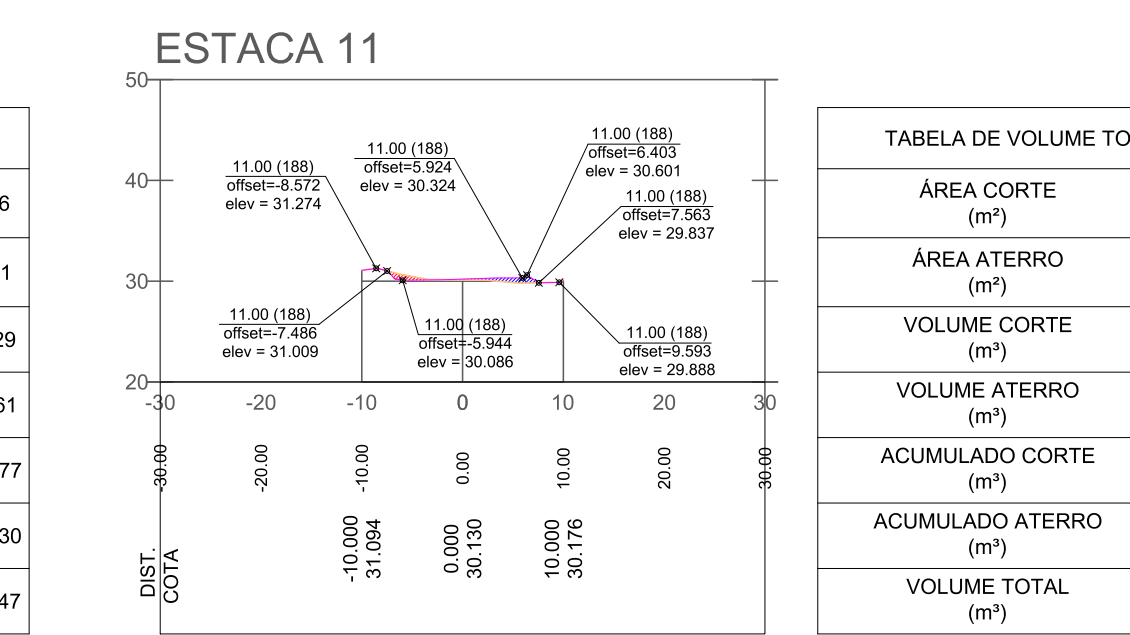 ESTACA 11
50
40
30
20
11.00 (188)
offset=-8.572
elev = 31.274
11.00 (188)
offset=5.924
elev = 30.324
11.00 (188)
offset=6.403
elev = 30.601
11.00 (188)
offset=7.563
elev = 29.837
11.00 (188)
offset=-7.486
elev = 31.009
11.00 (188)
offset=-5.944
elev = 30.086
11.00 (188)
offset=9.593
elev = 29.888
-30 -20 -10 0 10 20 30
-30.00 -20.00 -10.00 0.00 10.00 20.00 30.00
DIST. -10.000 0.000 10.000
COTA 31.094 30.130 30.176
6
1
29
61
77
30
47
TABELA DE VOLUME TO
ÁREA CORTE
(m²)
ÁREA ATERRO
(m²)
VOLUME CORTE
(m³)
VOLUME ATERRO
(m³)
ACUMULADO CORTE
(m³)
ACUMULADO ATERRO
(m³)
VOLUME TOTAL
(m³)